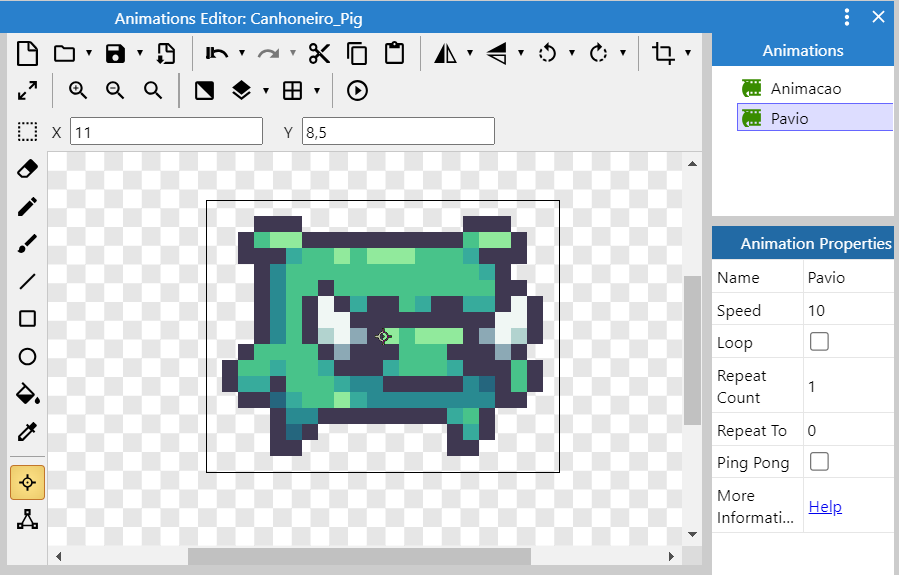 Animations Editor: Canhoneiro_Pig
X 11 Y 8,5
Animations
Animacao
Pavio
Animation Properties
Name Pavio
Speed 10
Loop
Repeat
Count 1
Repeat To 0
Ping Pong
More
Informati... Help